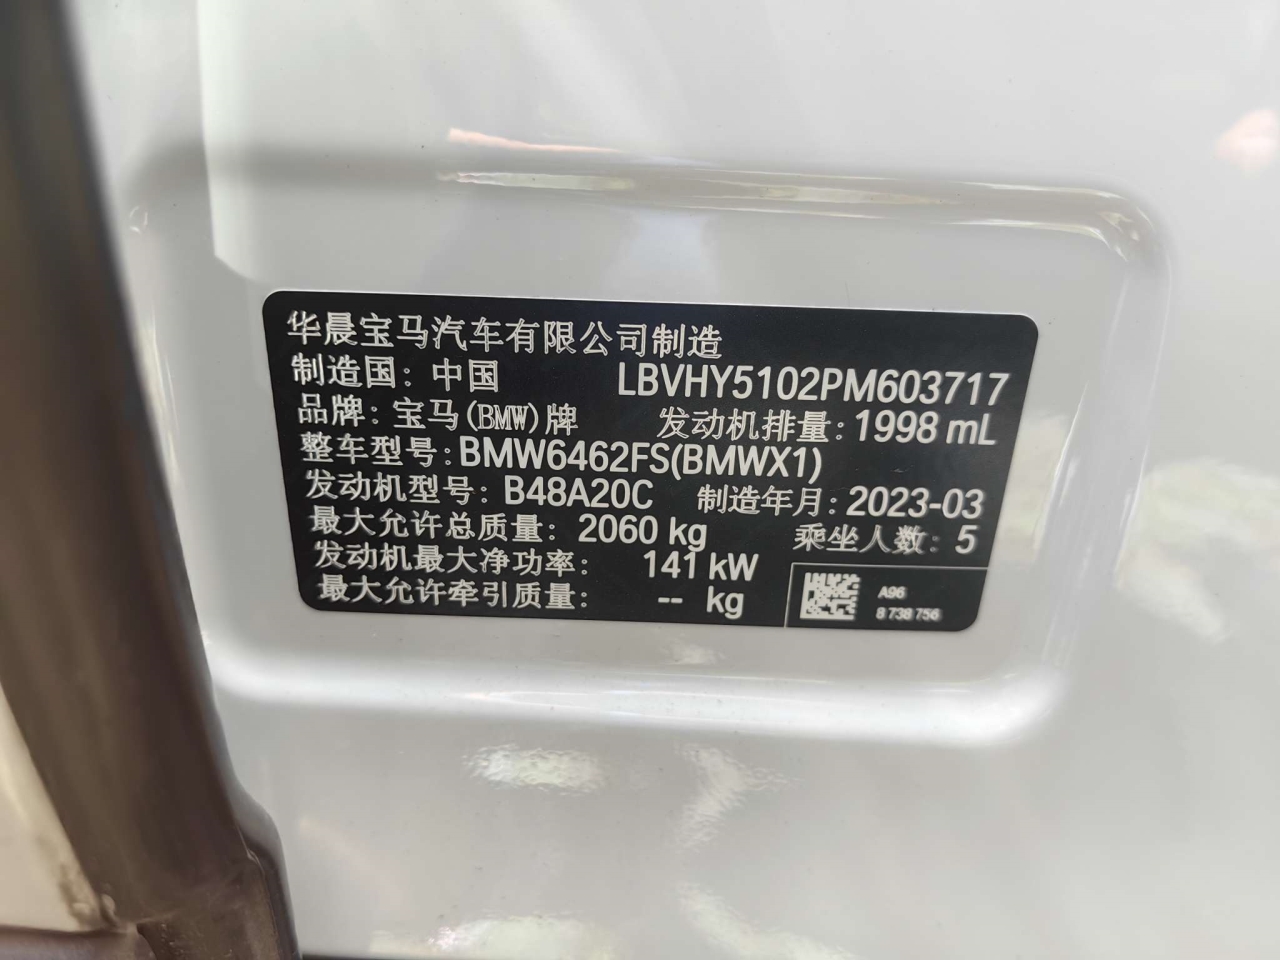 华晨宝马汽车有限公司制造
制造国：中国 LBVHY5102PM603717
品牌：宝马(BMW)牌 发动机排量：1998 mL
整车型号：BMW6462FS(BMWX1)
发动机型号：B48A20C 制造年月：2023-03
最大允许总质量：2060 kg 乘坐人数：5
发动机最大净功率：141 kW
最大允许牵引质量：-- kg
A96
8 738 756